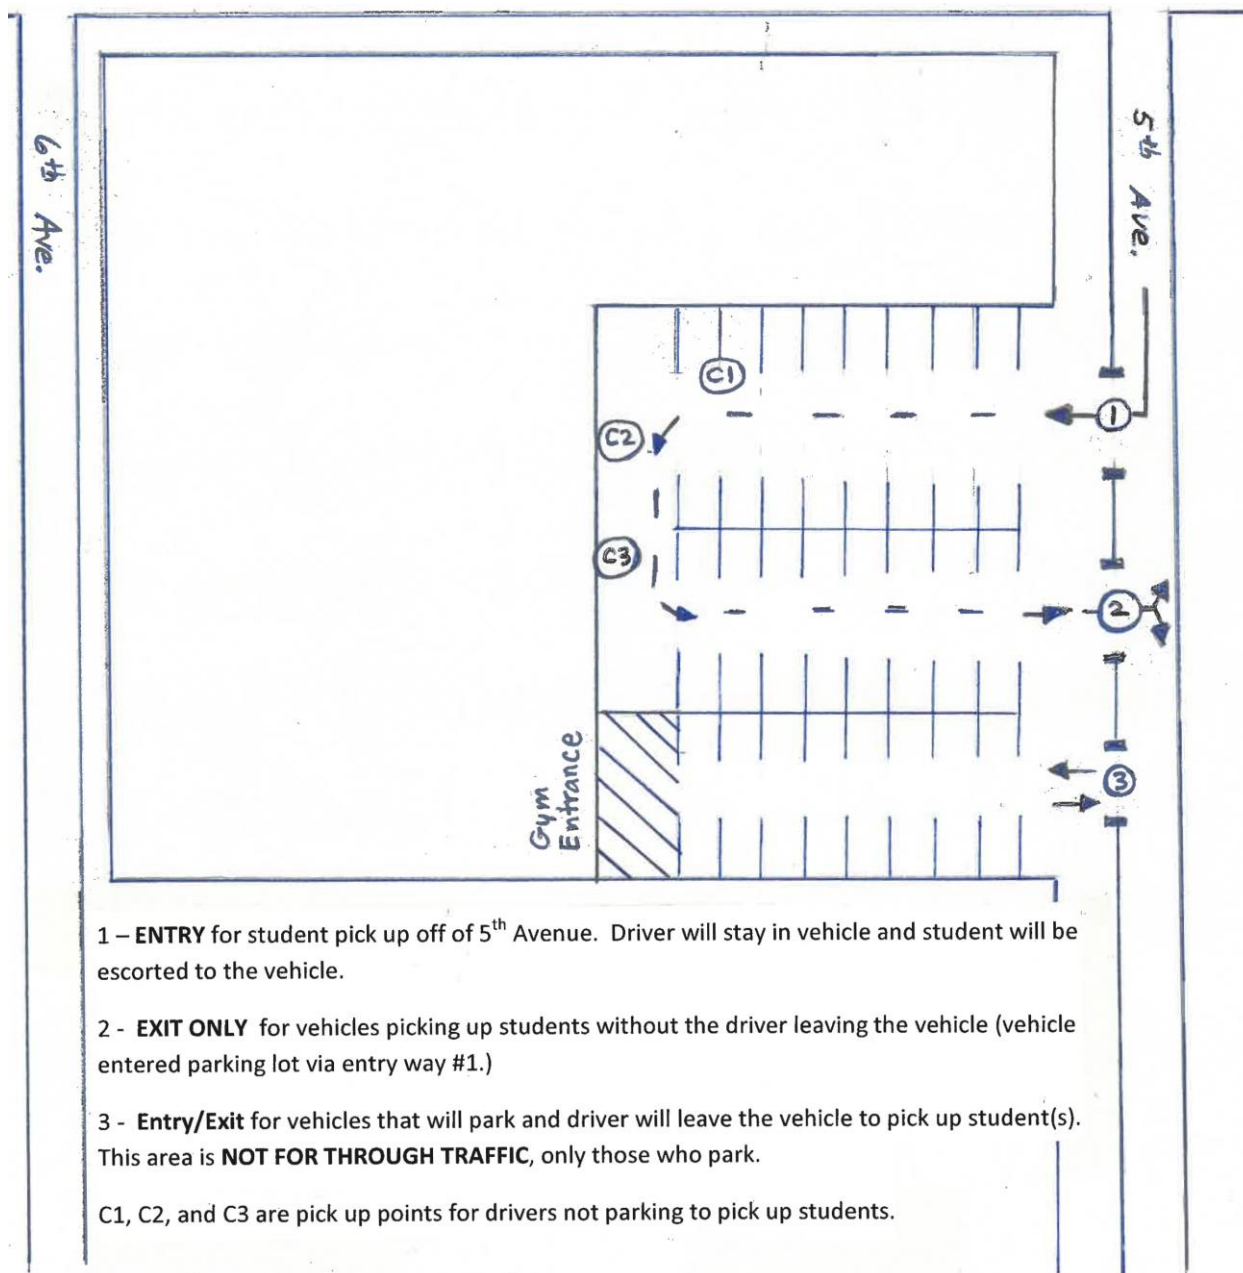 6th Ave.
5th Ave.
C1
1
C2
C3
2
Gym
Entrance
3
1 – ENTRY for student pick up off of 5th Avenue. Driver will stay in vehicle and student will be
escorted to the vehicle.
2 - EXIT ONLY for vehicles picking up students without the driver leaving the vehicle (vehicle
entered parking lot via entry way #1.)
3 - Entry/Exit for vehicles that will park and driver will leave the vehicle to pick up student(s).
This area is NOT FOR THROUGH TRAFFIC, only those who park.
C1, C2, and C3 are pick up points for drivers not parking to pick up students.